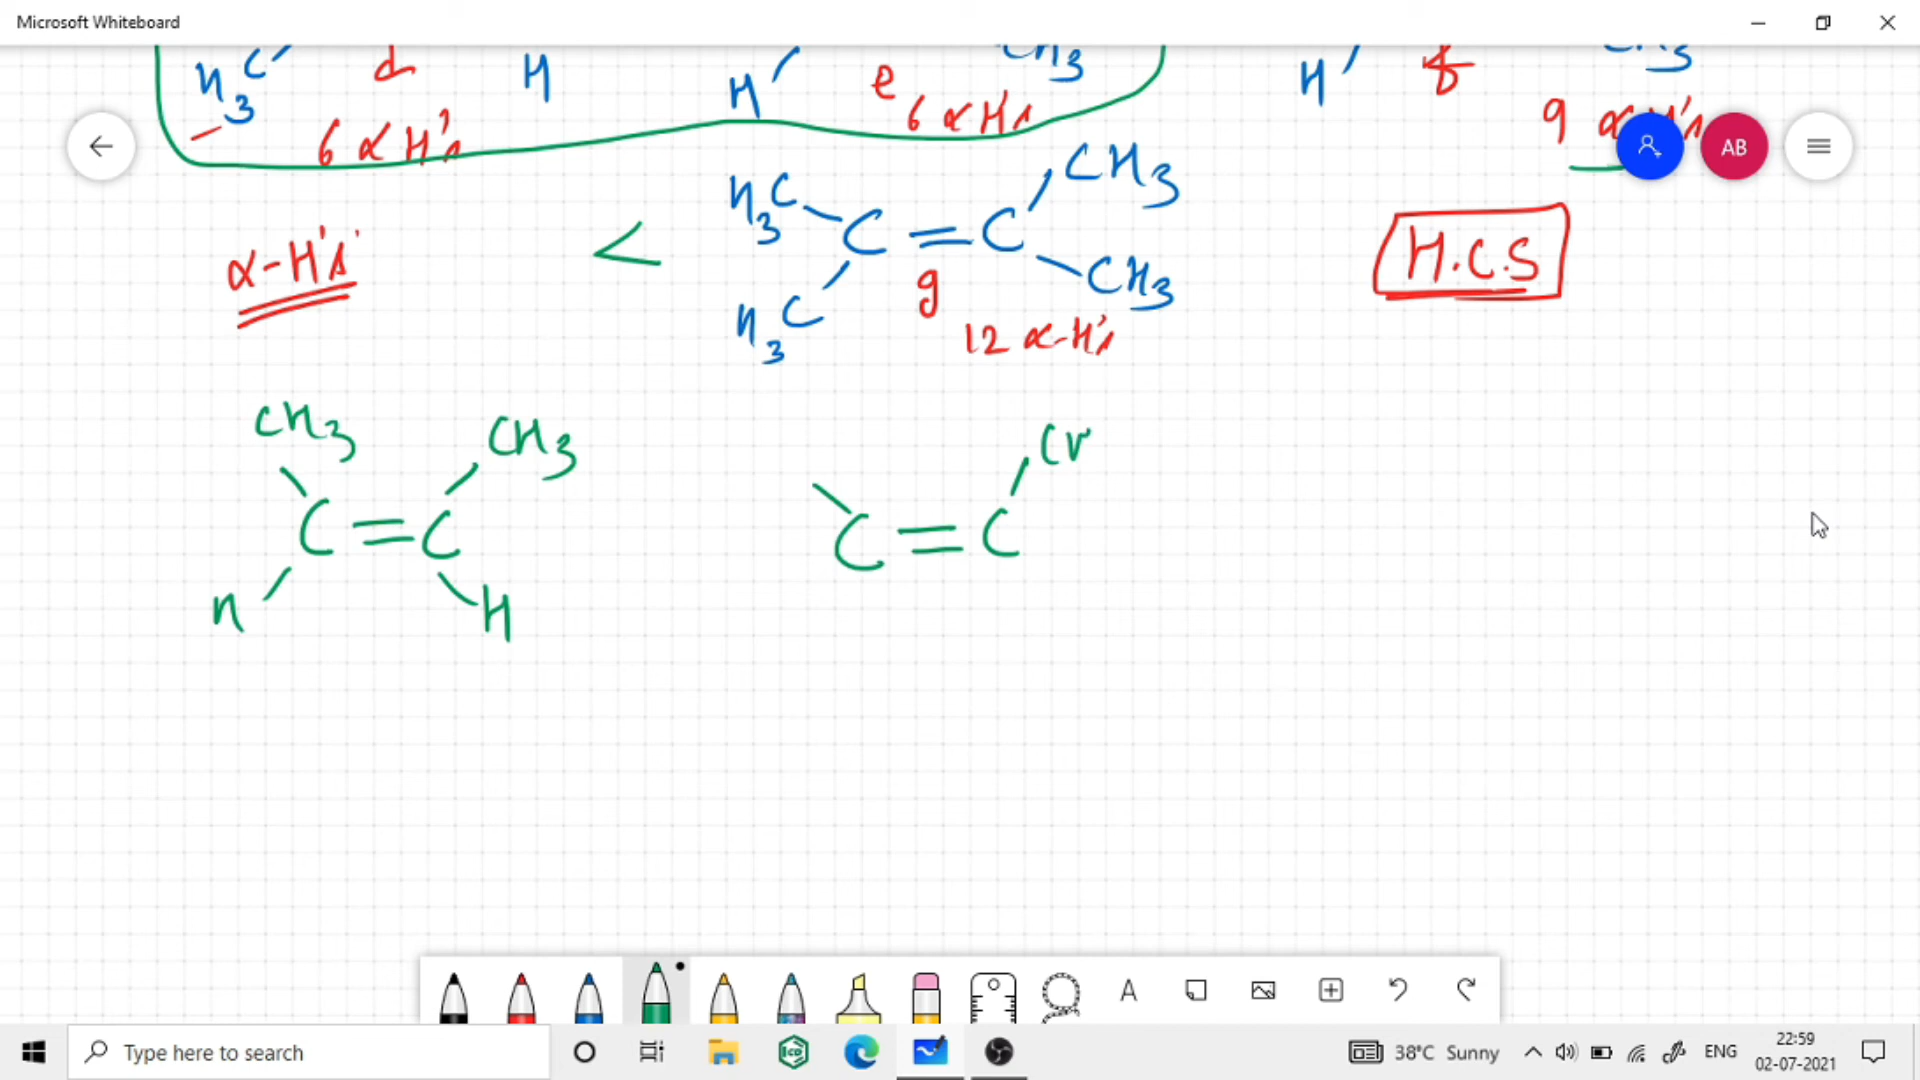 Microsoft Whiteboard
H3C d H H e CH3 H f
6 α H's 6 α H's 9 α H's
AB
H3C CH3
α-H's < C = C H.C.S
H3C g CH3
12 α-H's
CH3 CH3 CH
C = C C = C
H H
A
Type here to search
38°C Sunny
ENG
22:59
02-07-2021